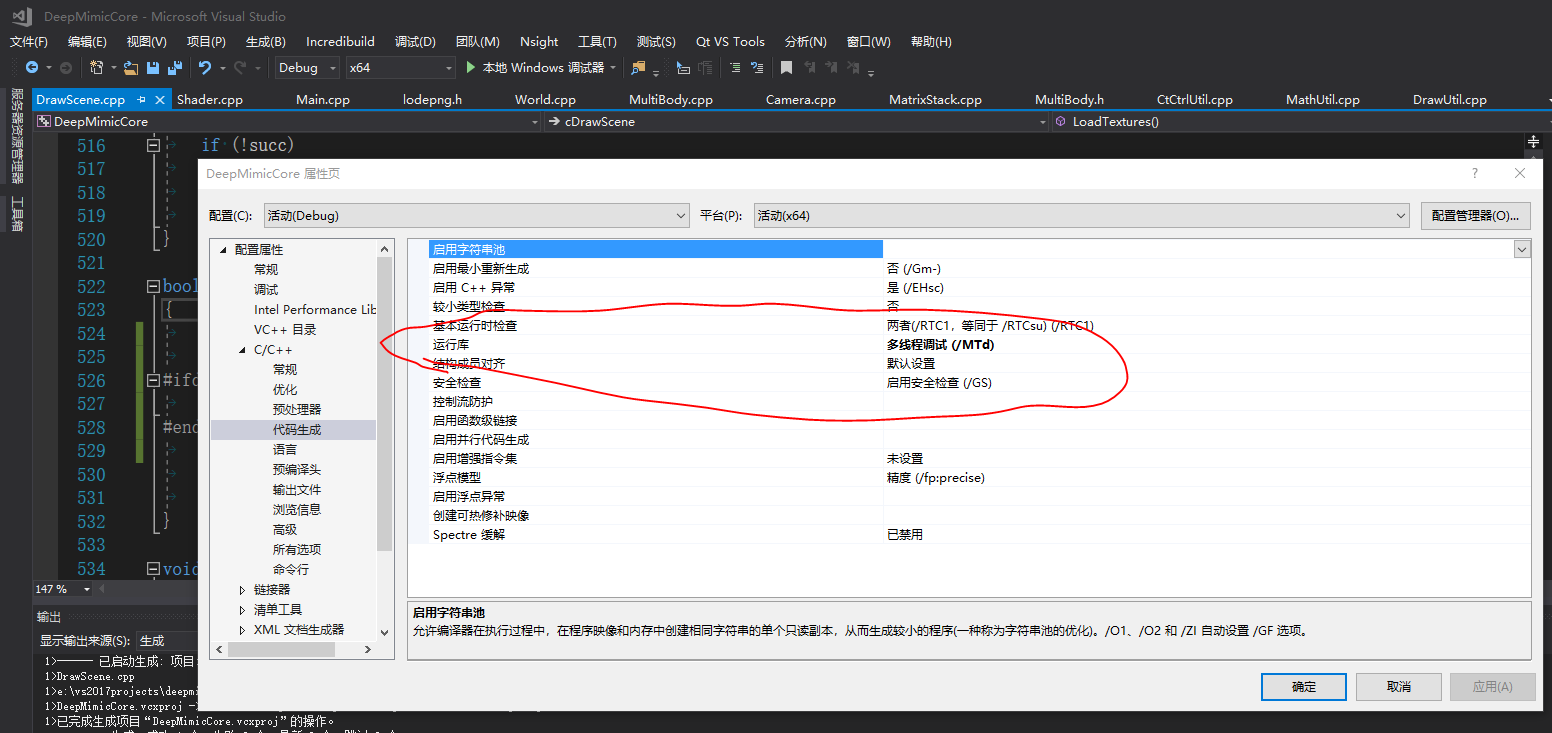 DeepMimicCore - Microsoft Visual Studio
文件(F) 编辑(E) 视图(V) 项目(P) 生成(B) Incredibuild 调试(D) 团队(M) Nsight 工具(T) 测试(S) Qt VS Tools 分析(N) 窗口(W) 帮助(H)
Debug x64 本地 Windows 调试器
服务器资源管理器
工具箱
DrawScene.cpp Shader.cpp Main.cpp lodepng.h World.cpp MultiBody.cpp Camera.cpp MatrixStack.cpp MultiBody.h CtCtrlUtil.cpp MathUtil.cpp DrawUtil.cpp
DeepMimicCore cDrawScene LoadTextures()
516 if (!succ)
517
518
519
520 }
521
522 bool
523 {
524
525
526 #ifd
527
528 #end
529
530
531
532 }
533
534 void
147 %
DeepMimicCore 属性页
配置(C): 活动(Debug) 平台(P): 活动(x64) 配置管理器(O)...
配置属性
常规
调试
Intel Performance Lib
VC++ 目录
C/C++
常规
优化
预处理器
代码生成
语言
预编译头
输出文件
浏览信息
高级
所有选项
命令行
链接器
清单工具
XML 文档生成器
启用字符串池
启用最小重新生成 否 (/Gm-)
启用 C++ 异常 是 (/EHsc)
较小类型检查 否
基本运行时检查 两者(/RTC1，等同于 /RTCsu) (/RTC1)
运行库 多线程调试 (/MTd)
结构成员对齐 默认设置
安全检查 启用安全检查 (/GS)
控制流防护
启用函数级链接
启用并行代码生成
启用增强指令集 未设置
浮点模型 精度 (/fp:precise)
启用浮点异常
创建可热修补映像
Spectre 缓解 已禁用
启用字符串池
允许编译器在执行过程中，在程序映像和内存中创建相同字符串的单个只读副本，从而生成较小的程序(一种称为字符串池的优化)。/O1、/O2 和 /ZI 自动设置 /GF 选项。
确定 取消 应用(A)
输出
显示输出来源(S): 生成
1>------ 已启动生成: 项目:
1>DrawScene.cpp
1>e:\vs2017projects\deepmi
1>DeepMimicCore.vcxproj -
1>已完成生成项目“DeepMimicCore.vcxproj”的操作。